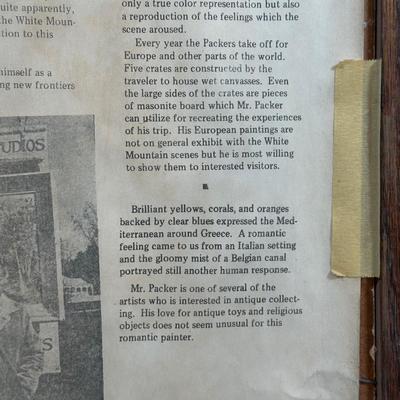 uite apparently,
the White Moun-
tion to this
himself as a
ng new frontiers
TUDIOS
S
only a true color representation but also
a reproduction of the feelings which the
scene aroused.
Every year the Packers take off for
Europe and other parts of the world.
Five crates are constructed by the
traveler to house wet canvasses. Even
the large sides of the crates are pieces
of masonite board which Mr. Packer
can utilize for recreating the experiences
of his trip. His European paintings are
not on general exhibit with the White
Mountain scenes but he is most willing
to show them to interested visitors.
Brilliant yellows, corals, and oranges
backed by clear blues expressed the Med-
iterranean around Greece. A romantic
feeling came to us from an Italian setting
and the gloomy mist of a Belgian canal
portrayed still another human response.
Mr. Packer is one of several of the
artists who is interested in antique collect-
ing. His love for antique toys and religious
objects does not seem unusual for this
romantic painter.